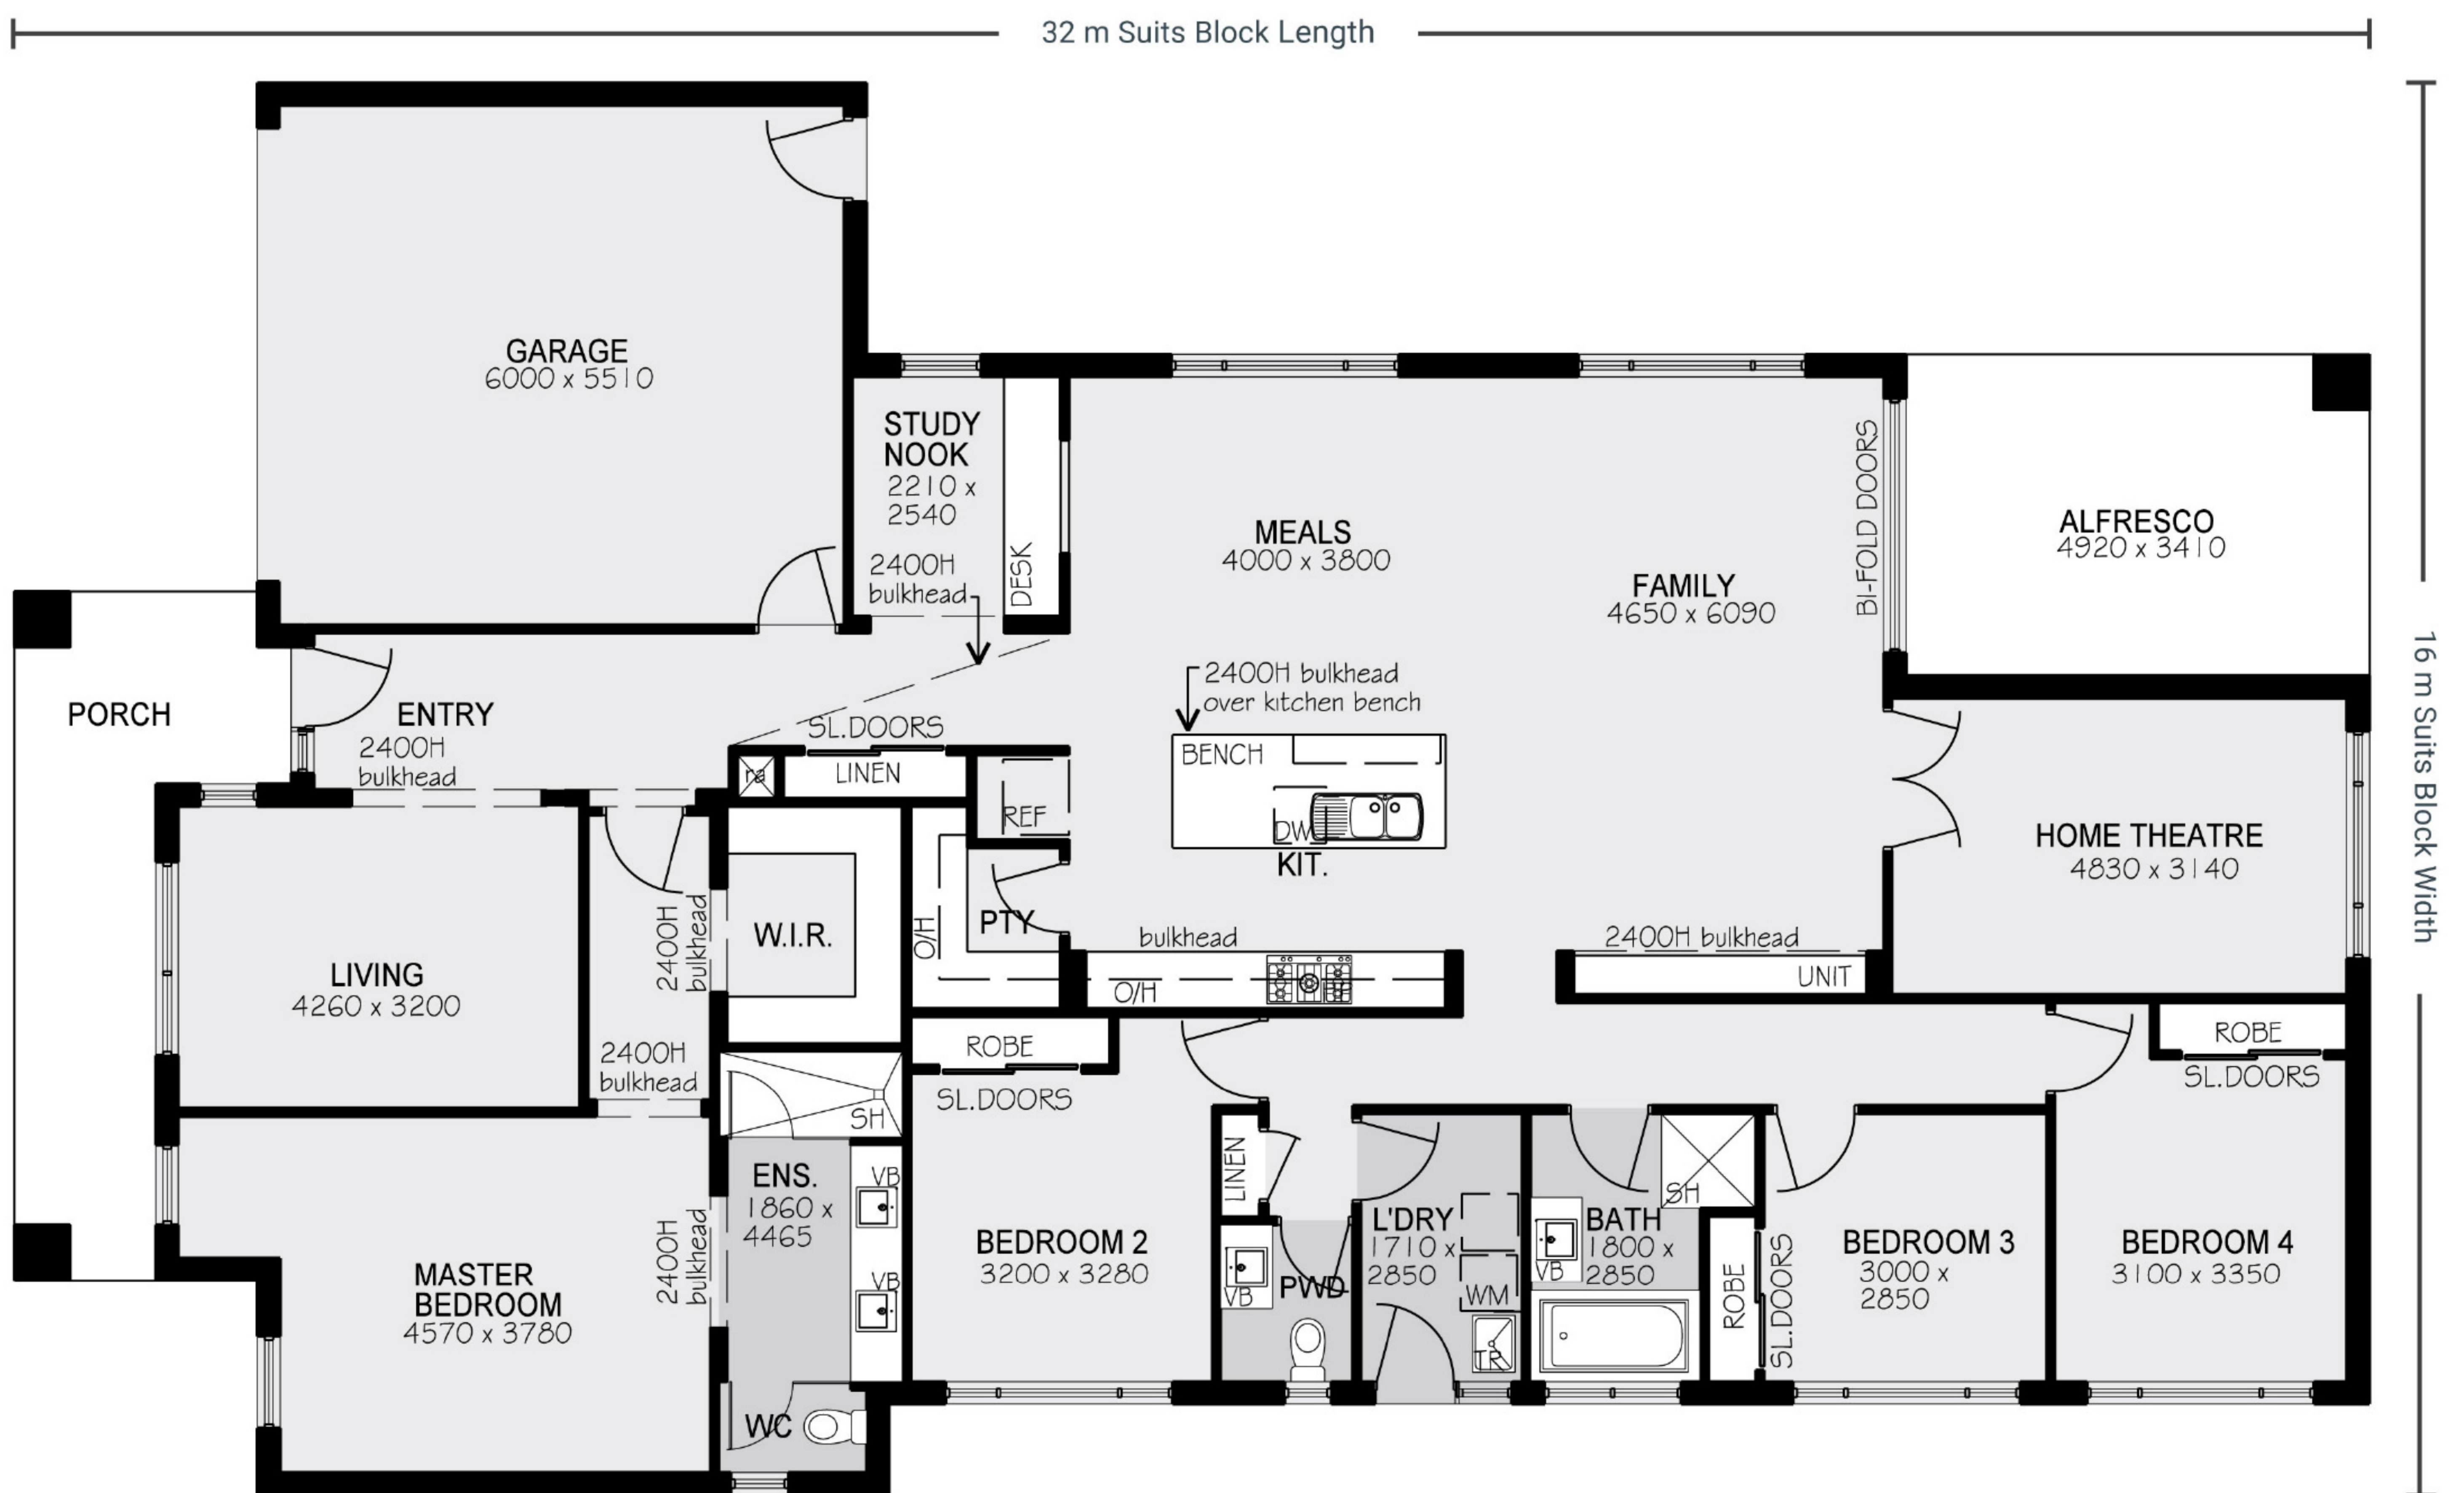 32 m Suits Block Length
16 m Suits Block Width
GARAGE
6000 x 5510
STUDY
NOOK
2210 x
2540
2400H
bulkhead
DESK
MEALS
4000 x 3800
FAMILY
4650 x 6090
BI-FOLD DOORS
ALFRESCO
4920 x 3410
PORCH
ENTRY
2400H
bulkhead
2400H bulkhead
over kitchen bench
SL.DOORS
ra
LINEN
REF
BENCH
DW
KIT.
HOME THEATRE
4830 x 3140
LIVING
4260 x 3200
2400H
bulkhead
W.I.R.
O/H
PTY
bulkhead
O/H
2400H bulkhead
UNIT
2400H
bulkhead
ROBE
SL.DOORS
ROBE
SL.DOORS
SH
ENS.
1860 x
4465
VB
VB
2400H
bulkhead
MASTER
BEDROOM
4570 x 3780
WC
BEDROOM 2
3200 x 3280
LINEN
VB
PWD
L'DRY
1710 x
2850
WM
TR
SH
BATH
1800 x
2850
VB
ROBE
SL.DOORS
BEDROOM 3
3000 x
2850
BEDROOM 4
3100 x 3350